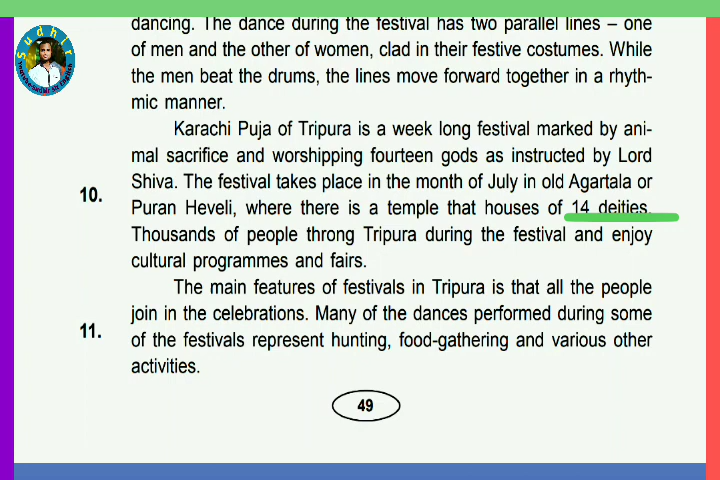 Sudhir
dancing. The dance during the festival has two parallel lines – one
of men and the other of women, clad in their festive costumes. While
the men beat the drums, the lines move forward together in a rhyth-
mic manner.
Karachi Puja of Tripura is a week long festival marked by ani-
mal sacrifice and worshipping fourteen gods as instructed by Lord
Shiva. The festival takes place in the month of July in old Agartala or
10.
Puran Heveli, where there is a temple that houses of 14 deities.
Thousands of people throng Tripura during the festival and enjoy
cultural programmes and fairs.
The main features of festivals in Tripura is that all the people
join in the celebrations. Many of the dances performed during some
11.
of the festivals represent hunting, food-gathering and various other
activities.
49